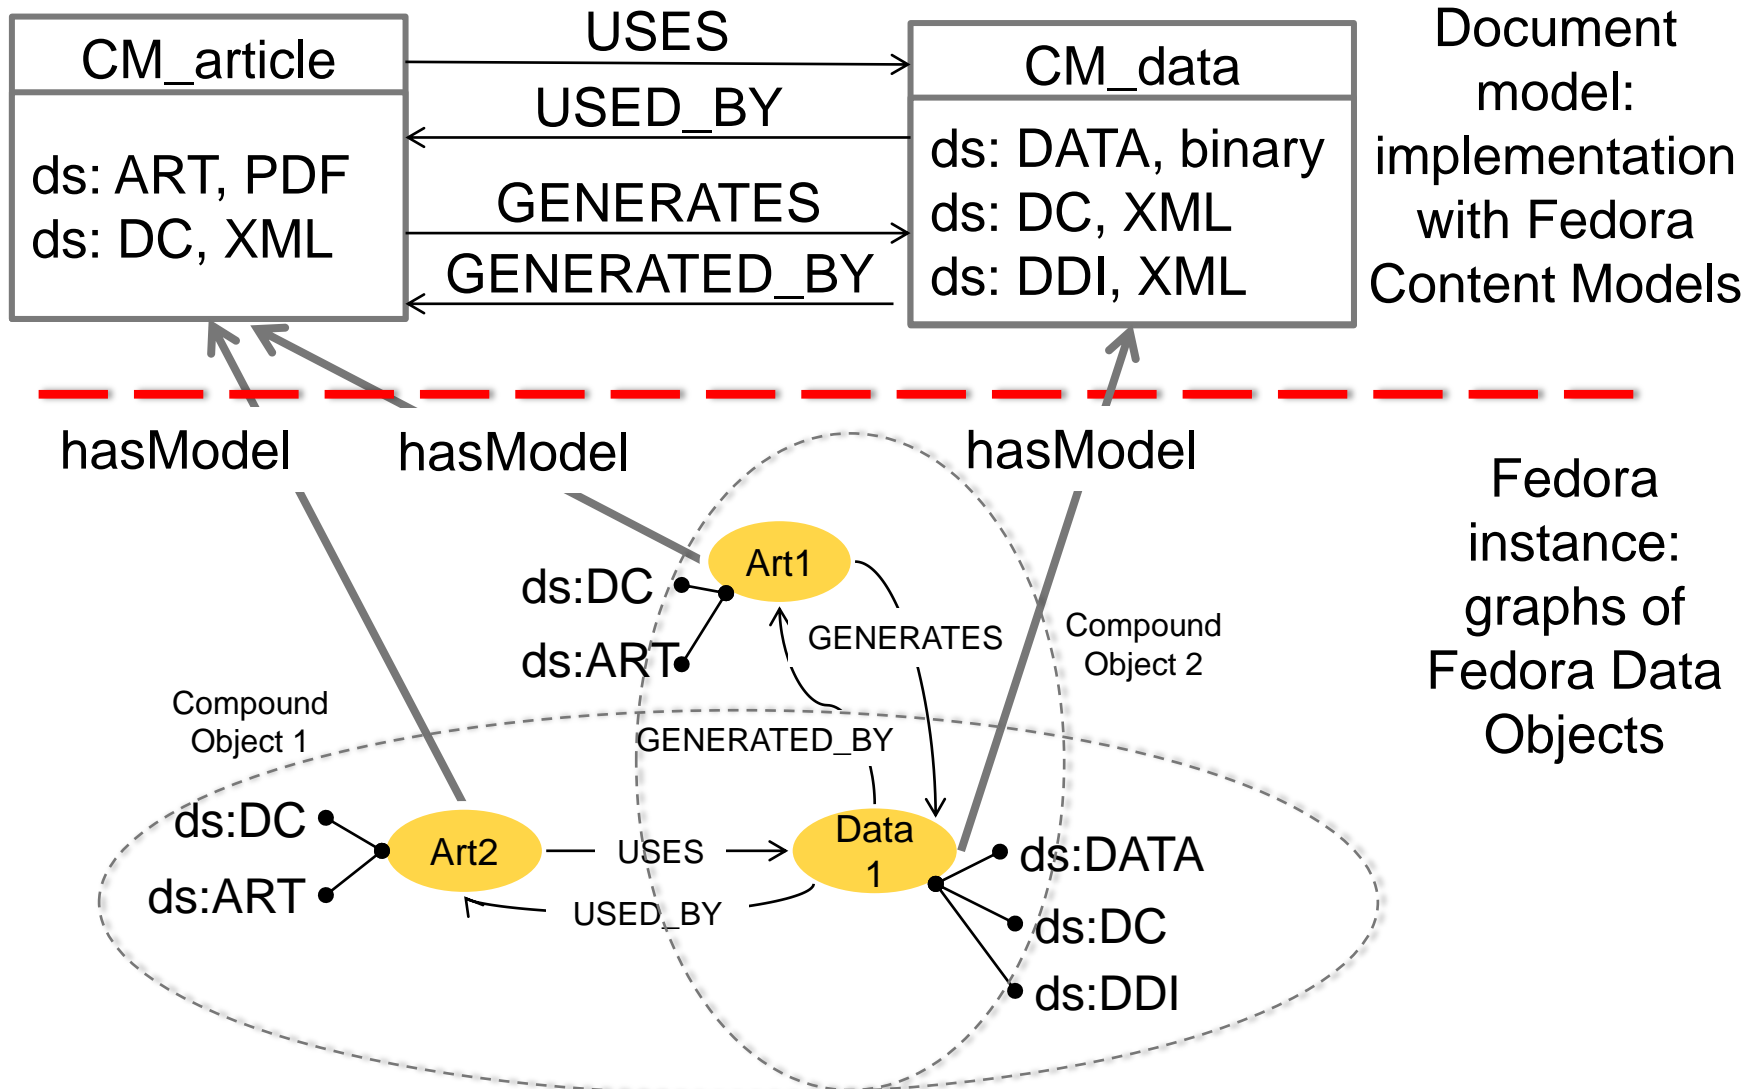 CM_article
ds: ART, PDF
ds: DC, XML
USES
USED_BY
GENERATES
GENERATED_BY
CM_data
ds: DATA, binary
ds: DC, XML
ds: DDI, XML
Document
model:
implementation
with Fedora
Content Models
hasModel
hasModel
hasModel
Fedora
instance:
graphs of
Fedora Data
Objects
Art1
ds:DC
ds:ART
GENERATES
GENERATED_BY
Compound
Object 2
Compound
Object 1
ds:DC
ds:ART
Art2
USES
USED_BY
Data
1
ds:DATA
ds:DC
ds:DDI